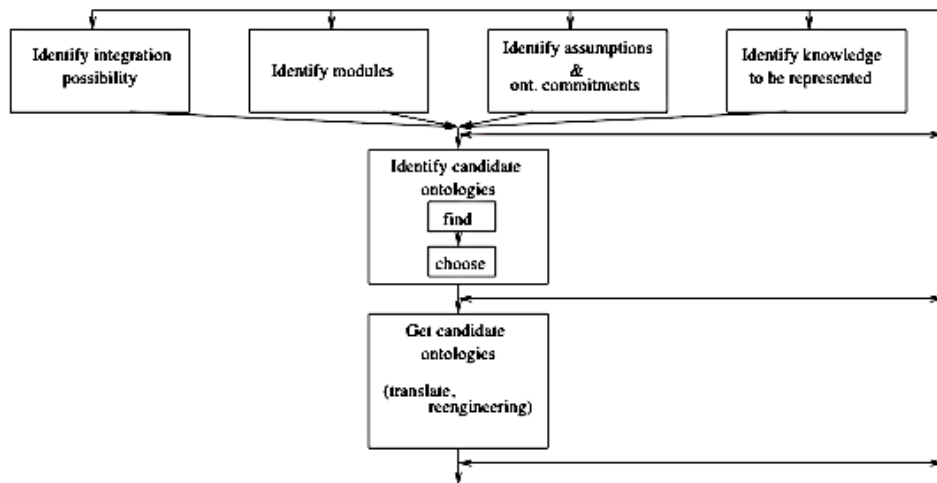 Identify integration
possibility
Identify modules
Identify assumptions
&
ont. commitments
Identify knowledge
to be represented
Identify candidate
ontologies
find
choose
Get candidate
ontologies
(translate,
reengineering)